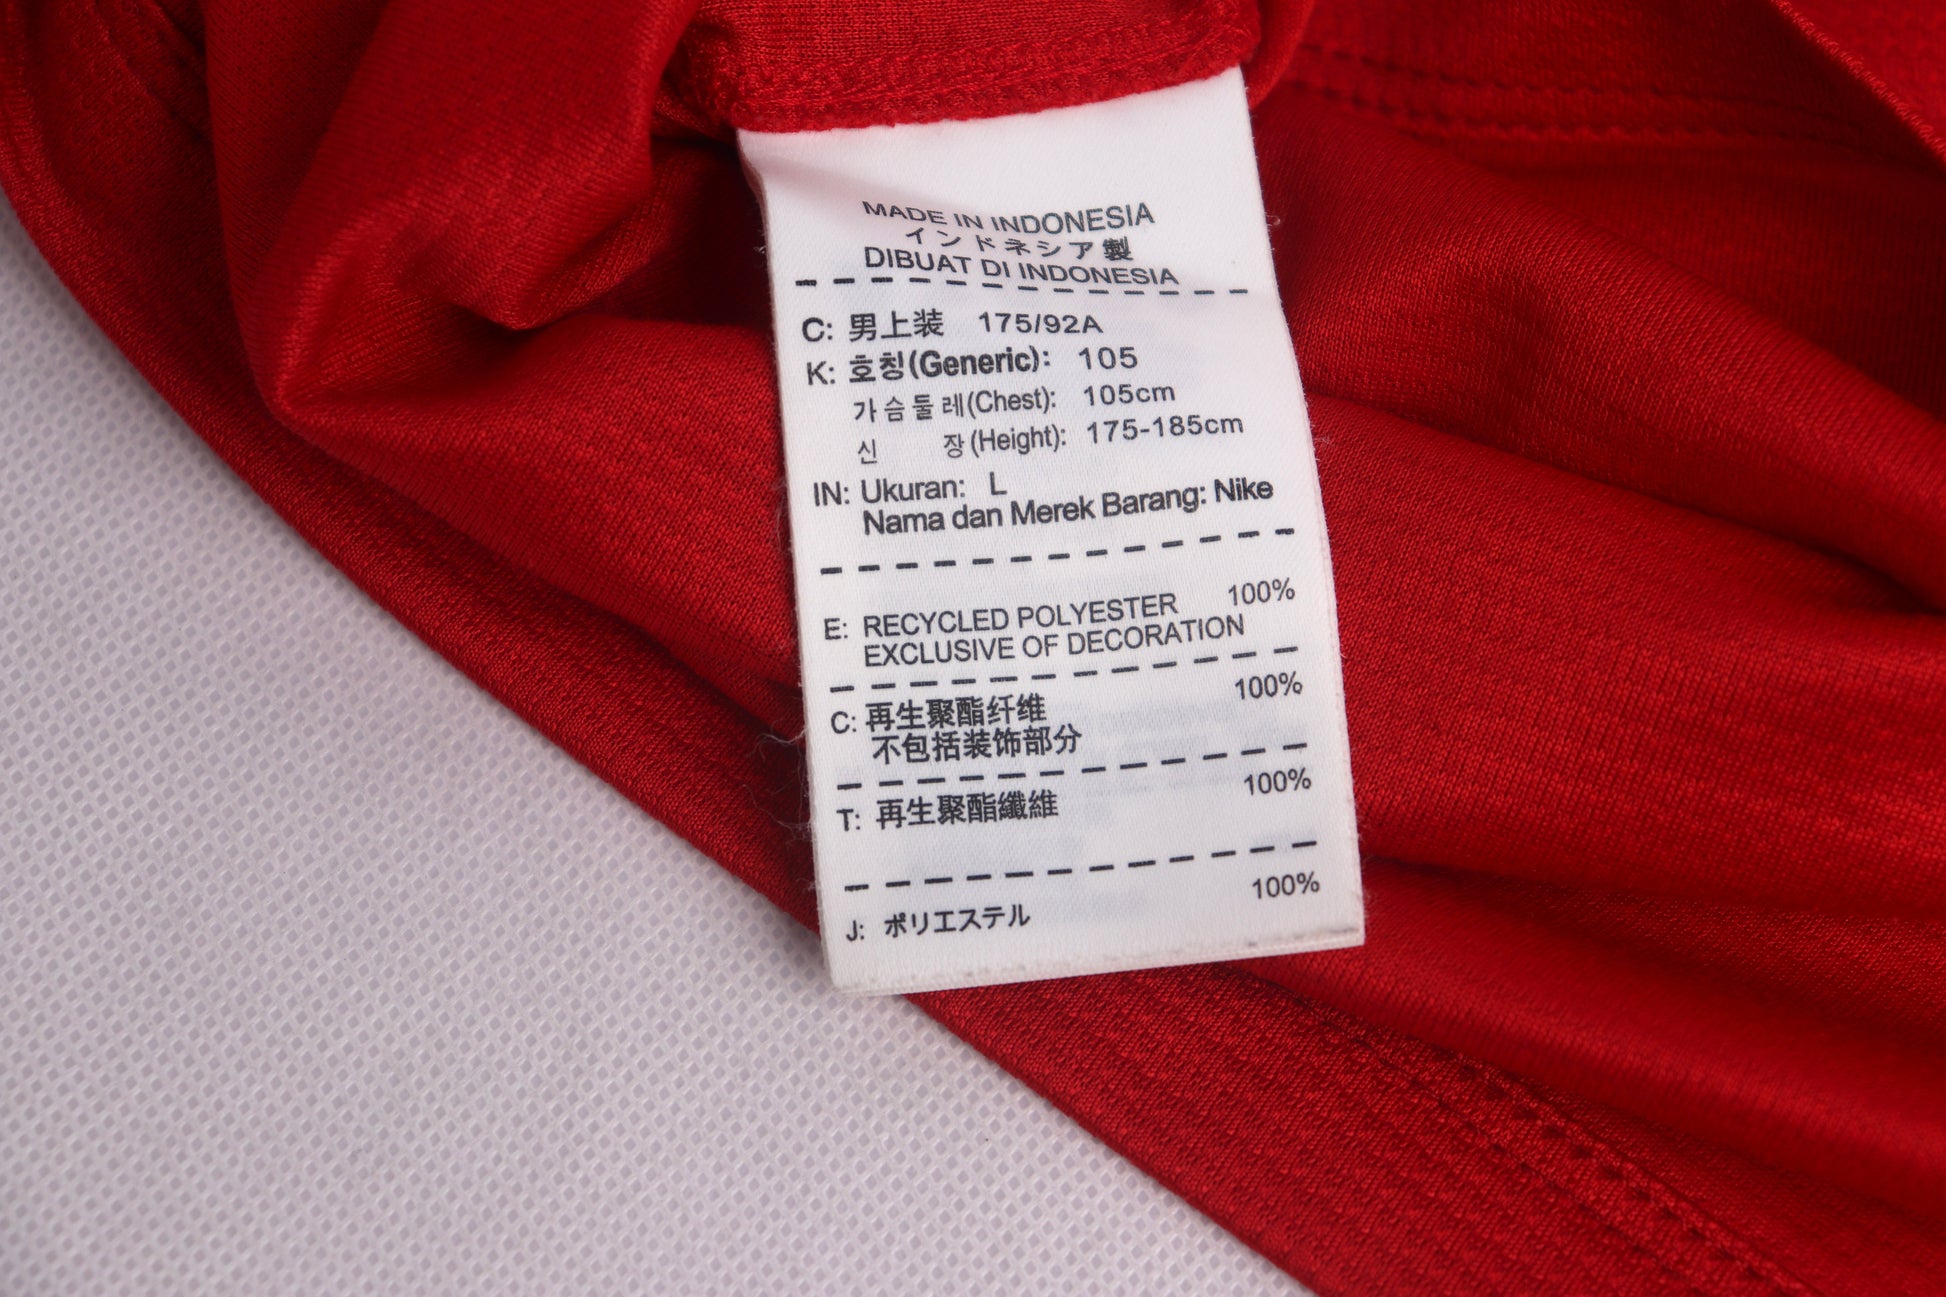 MADE IN INDONESIA
インドネシア製
DIBUAT DI INDONESIA
C: 男上装 175/92A
K: 호칭(Generic): 105
가슴둘레(Chest): 105cm
신 장(Height): 175-185cm
IN: Ukuran: L
Nama dan Merek Barang: Nike
E: RECYCLED POLYESTER 100%
EXCLUSIVE OF DECORATION
C: 再生聚酯纤维 100%
不包括装饰部分
T: 再生聚酯纖維 100%
J: ポリエステル 100%